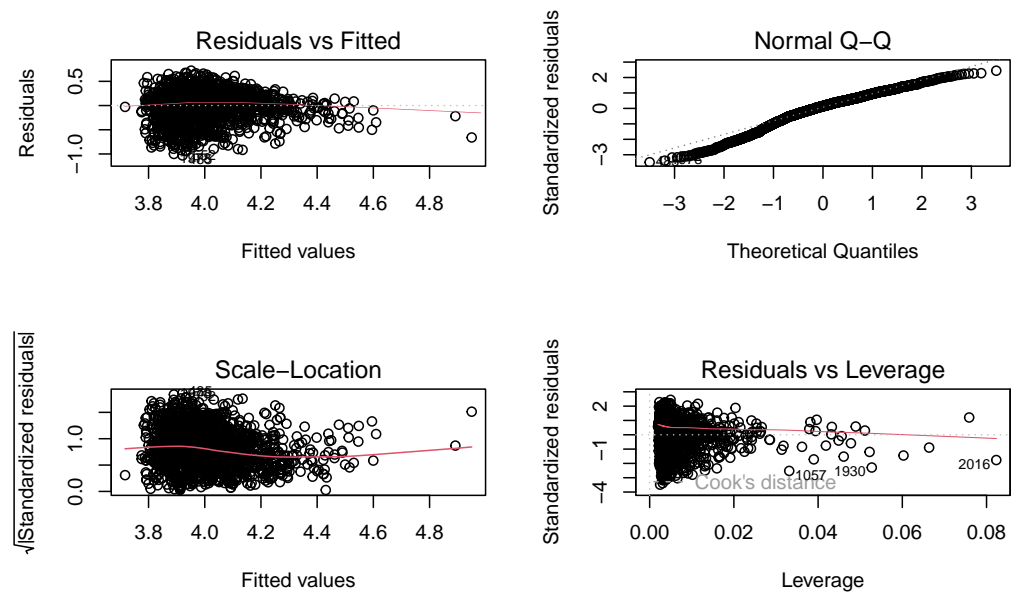 Residuals vs Fitted
Residuals
0.5
−1.0
3.8 4.0 4.2 4.4 4.6 4.8
Fitted values
Normal Q−Q
Standardized residuals
2
0
−3
−3 −2 −1 0 1 2 3
Theoretical Quantiles
Scale−Location
√|Standardized residuals|
1.0
0.0
3.8 4.0 4.2 4.4 4.6 4.8
Fitted values
Residuals vs Leverage
Standardized residuals
2
−1
−4
1057
1930
2016
Cook's distance
0.00 0.02 0.04 0.06 0.08
Leverage